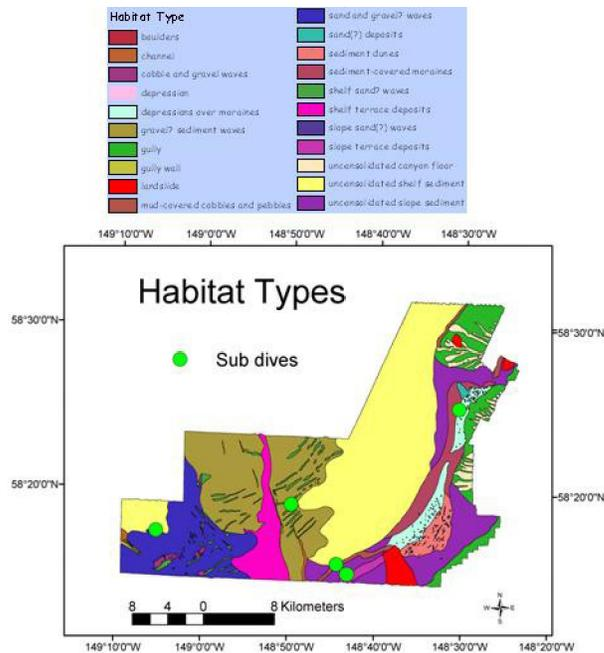 Habitat Type
boulders
channel
cobble and gravel waves
depression
depressions over moraines
gravel? sediment waves
gully
gully wall
landslide
mud-covered cobbles and pebbles
sand and gravel? waves
sand(?) deposits
sediment dunes
sediment-covered moraines
shelf sand? waves
shelf terrace deposits
slope sand(?) waves
slope terrace deposits
unconsolidated canyon floor
unconsolidated shelf sediment
unconsolidated slope sediment
149°10'0"W 149°0'0"W 148°50'0"W 148°40'0"W 148°30'0"W
Habitat Types
58°30'0"N 58°30'0"N
Sub dives
58°20'0"N 58°20'0"N
8 4 0 8 Kilometers
N
W E
S
149°10'0"W 149°0'0"W 148°50'0"W 148°40'0"W 148°30'0"W 148°20'0"W